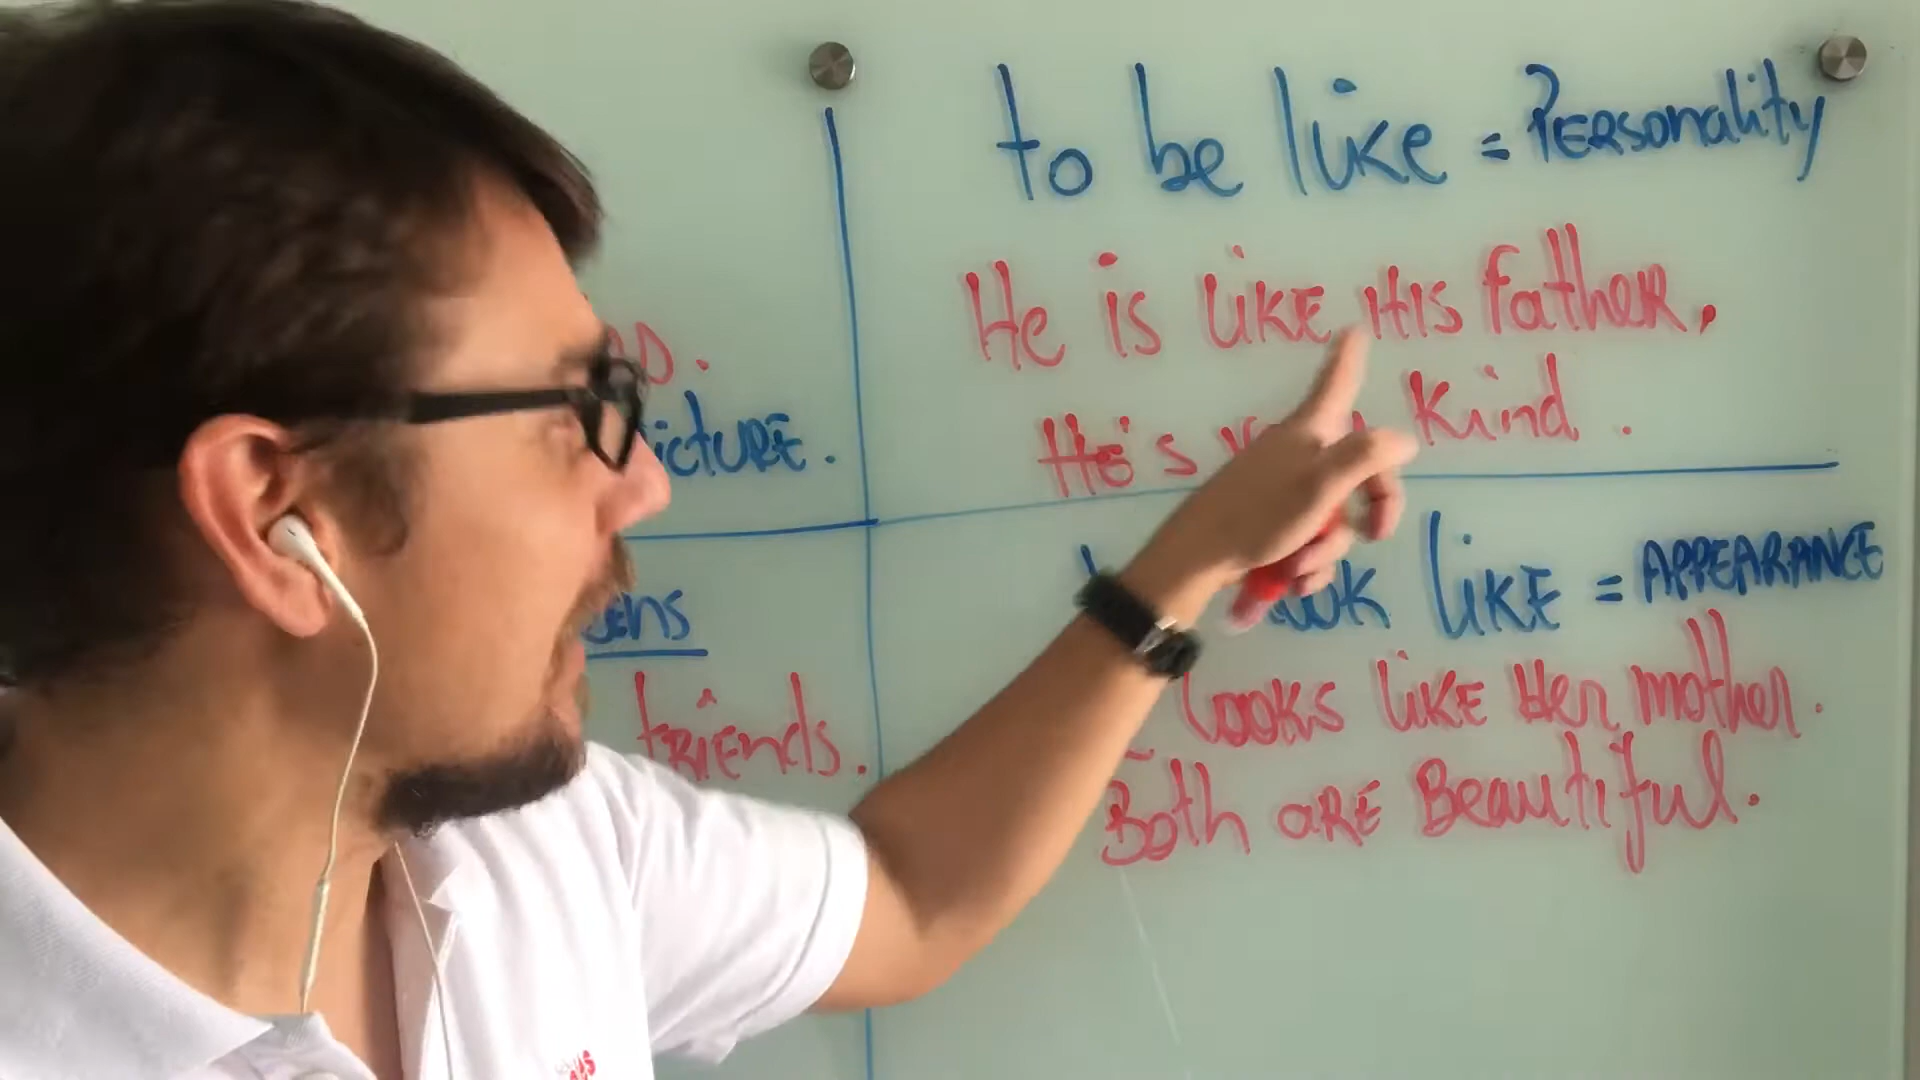 to be like = Personality
He is like His father.
He's Kind.
icture.
like = APPEARANCE
looks like Her mother.
Both are Beautiful.
friends.